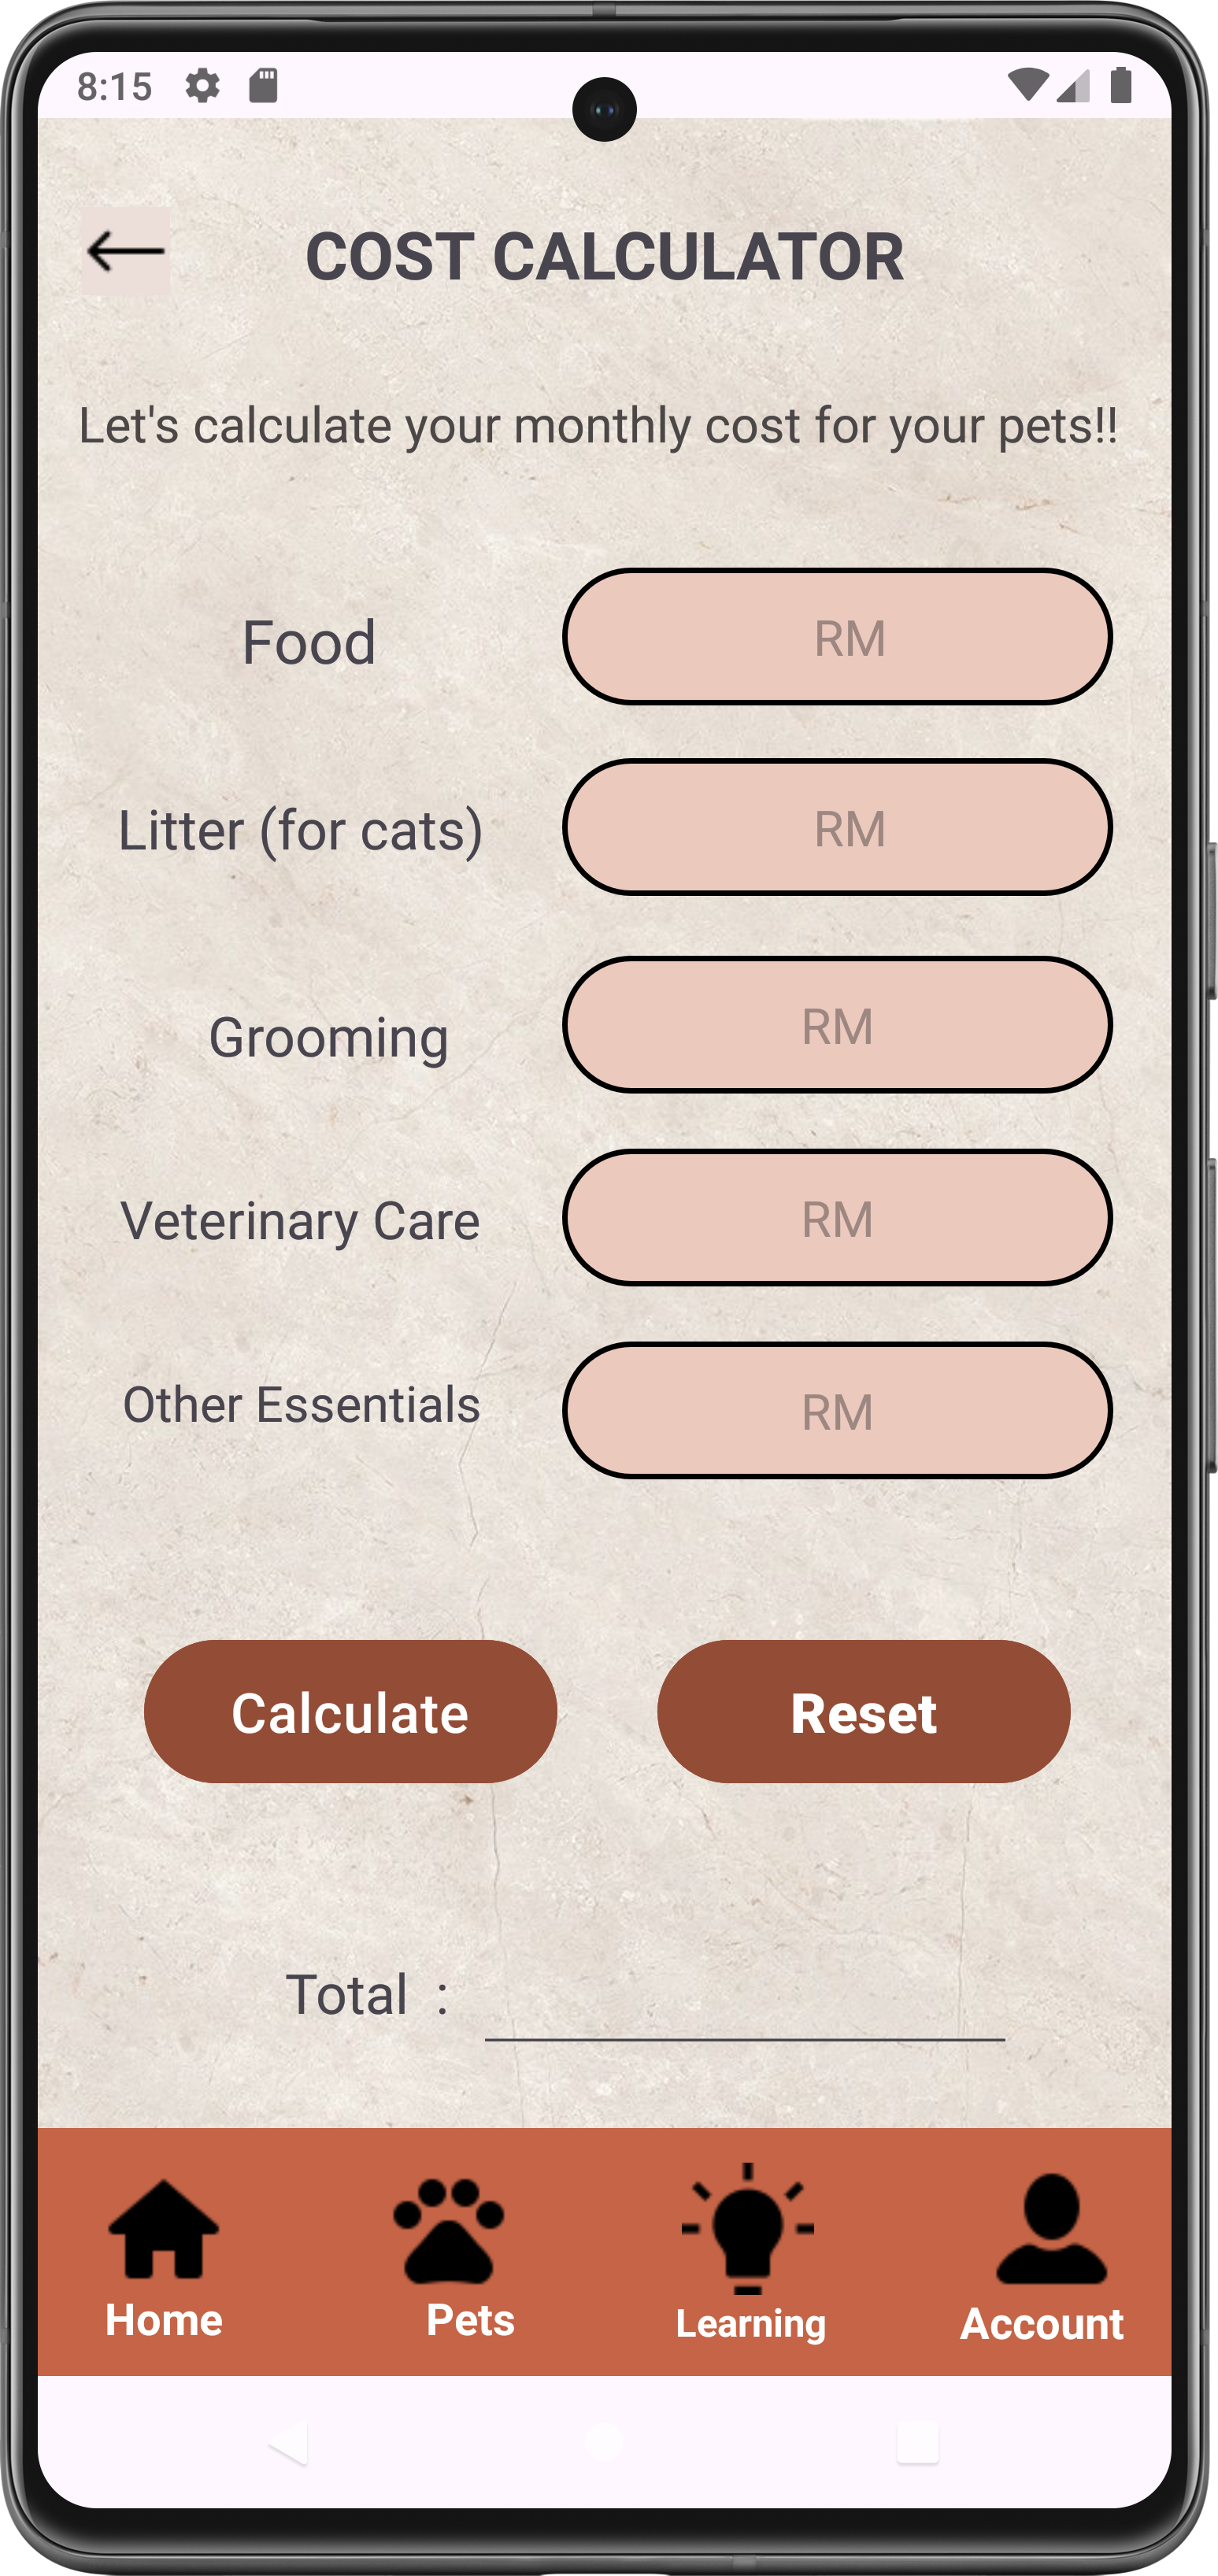 8:15
COST CALCULATOR
Let's calculate your monthly cost for your pets!!
Food RM
Litter (for cats) RM
Grooming RM
Veterinary Care RM
Other Essentials RM
Calculate Reset
Total :
Home Pets Learning Account